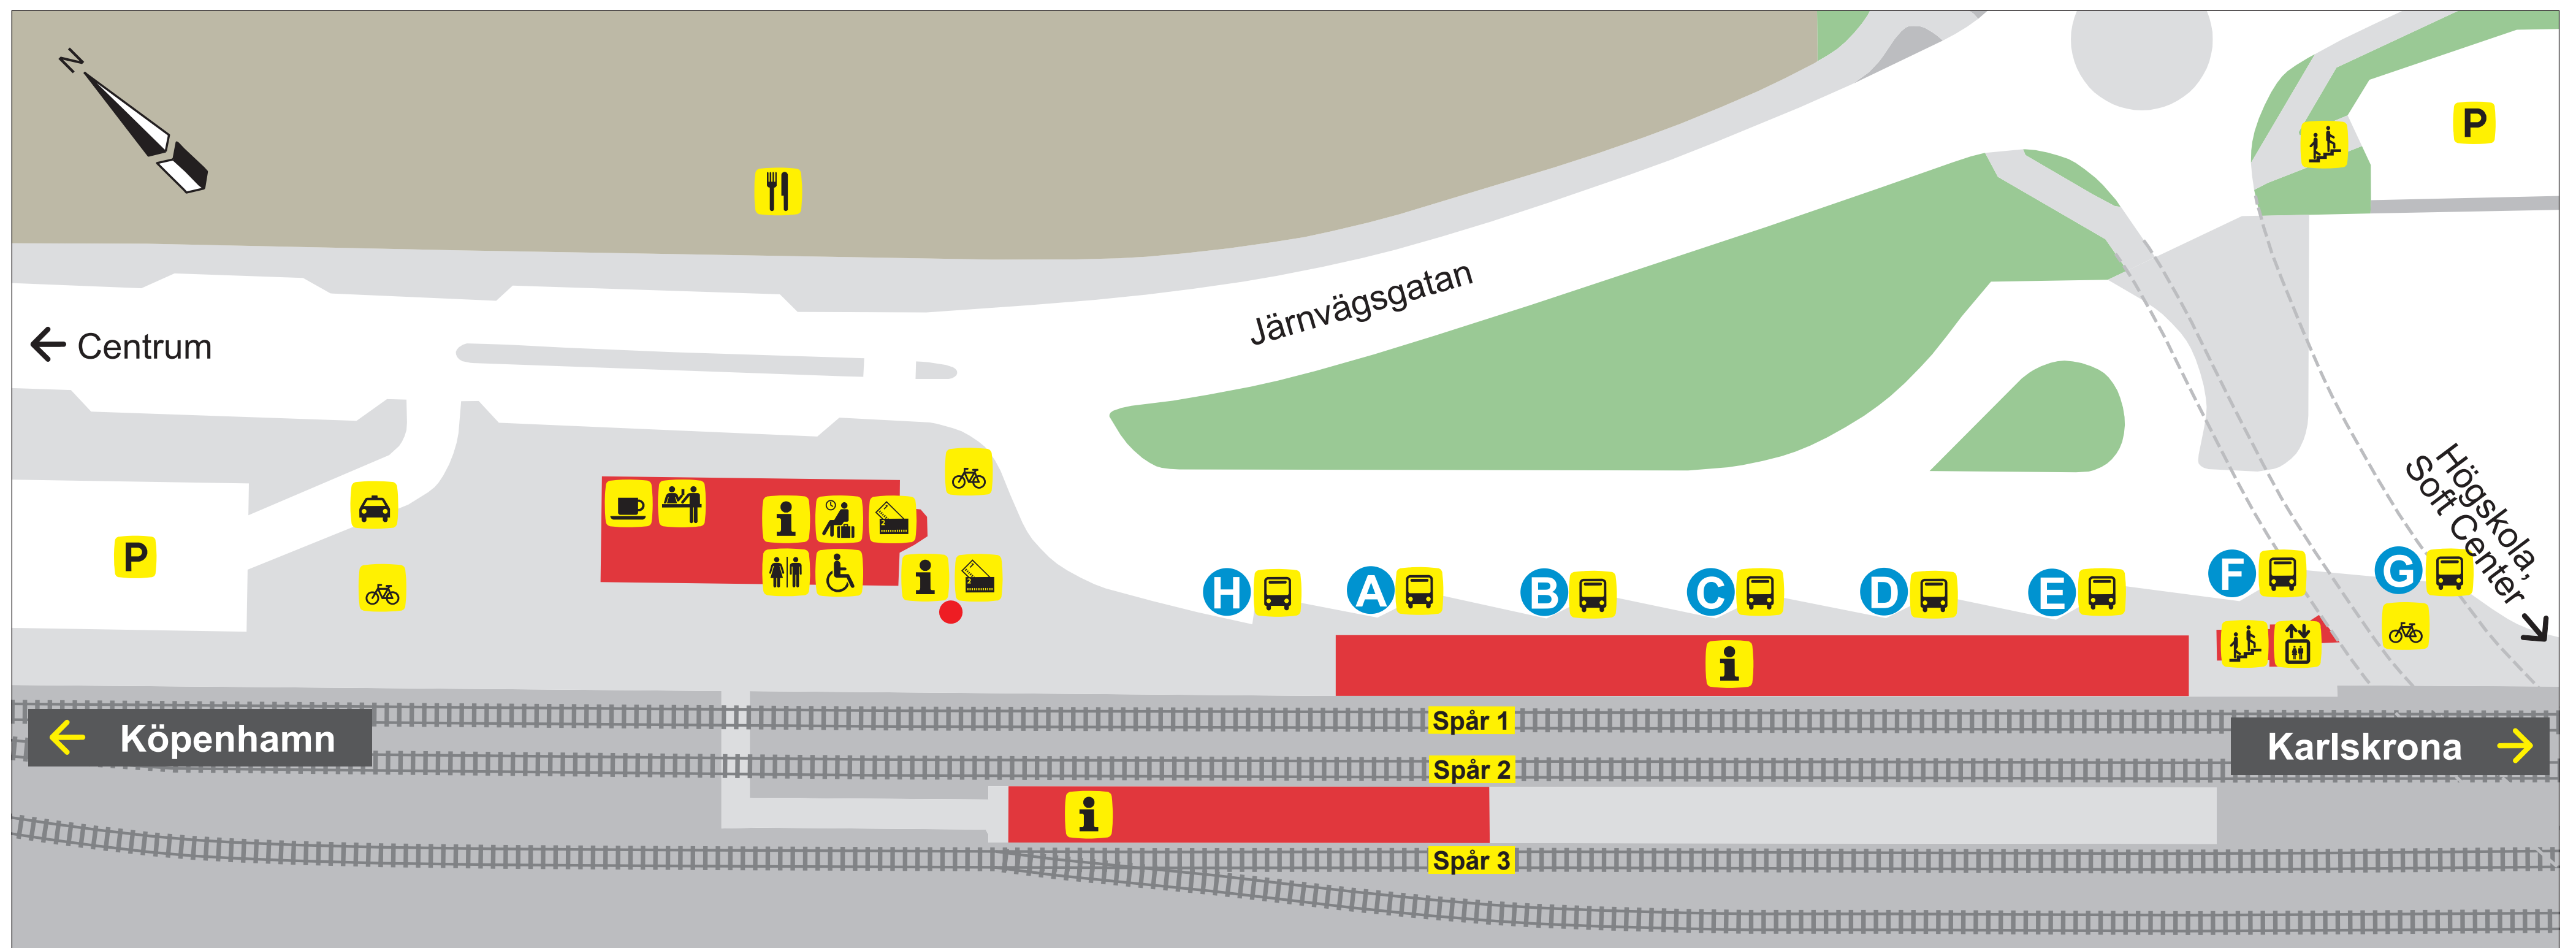 N
P
Järnvägsgatan
← Centrum
Högskola,
Soft Center
P
H
A
B
C
D
E
F
G
Spår 1
← Köpenhamn
Karlskrona →
Spår 2
Spår 3